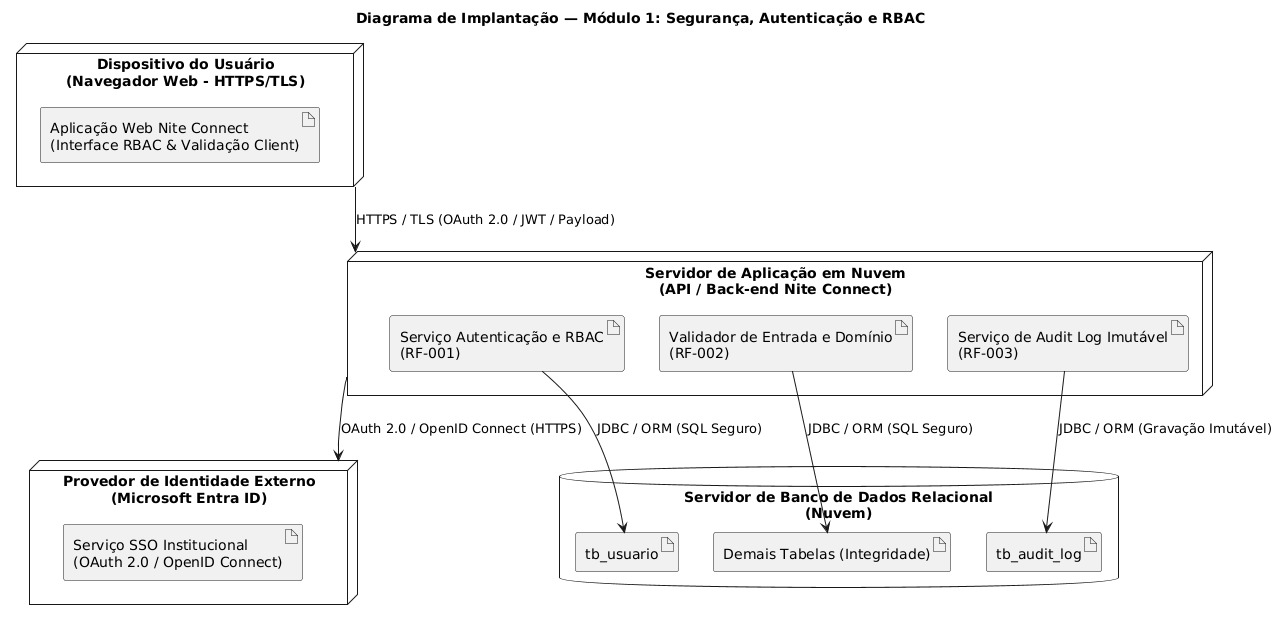 Diagrama de Implantação — Módulo 1: Segurança, Autenticação e RBAC
Dispositivo do Usuário
(Navegador Web - HTTPS/TLS)
Aplicação Web Nite Connect
(Interface RBAC & Validação Client)
HTTPS / TLS (OAuth 2.0 / JWT / Payload)
Servidor de Aplicação em Nuvem
(API / Back-end Nite Connect)
Serviço Autenticação e RBAC
(RF-001)
Validador de Entrada e Domínio
(RF-002)
Serviço de Audit Log Imutável
(RF-003)
OAuth 2.0 / OpenID Connect (HTTPS)
JDBC / ORM (SQL Seguro)
JDBC / ORM (SQL Seguro)
JDBC / ORM (Gravação Imutável)
Provedor de Identidade Externo
(Microsoft Entra ID)
Serviço SSO Institucional
(OAuth 2.0 / OpenID Connect)
Servidor de Banco de Dados Relacional
(Nuvem)
tb_usuario
Demais Tabelas (Integridade)
tb_audit_log